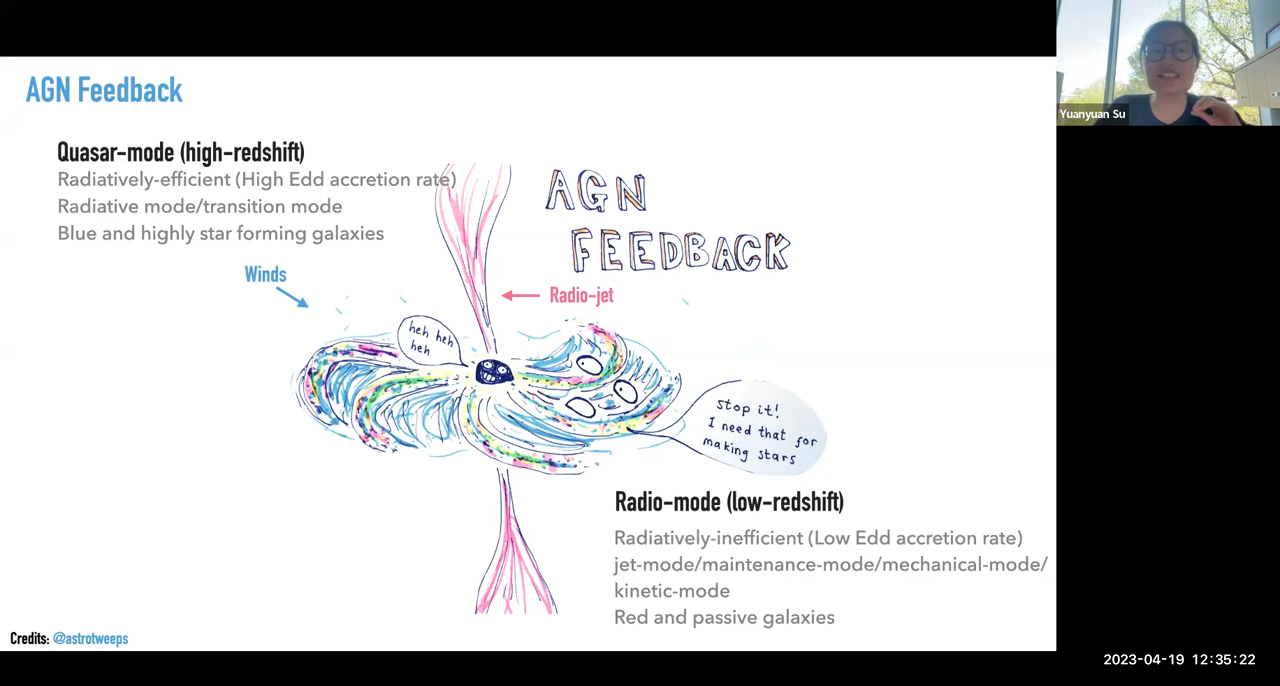 AGN Feedback
Quasar-mode (high-redshift)
Radiatively-efficient (High Edd accretion rate)
Radiative mode/transition mode
Blue and highly star forming galaxies
AGN
FEEDBACK
Winds
Radio-jet
heh heh
heh
stop it!
I need that for
making stars
Radio-mode (low-redshift)
Radiatively-inefficient (Low Edd accretion rate)
jet-mode/maintenance-mode/mechanical-mode/
kinetic-mode
Red and passive galaxies
Credits: @astrotweeps
Yuanyuan Su
2023-04-19 12:35:22